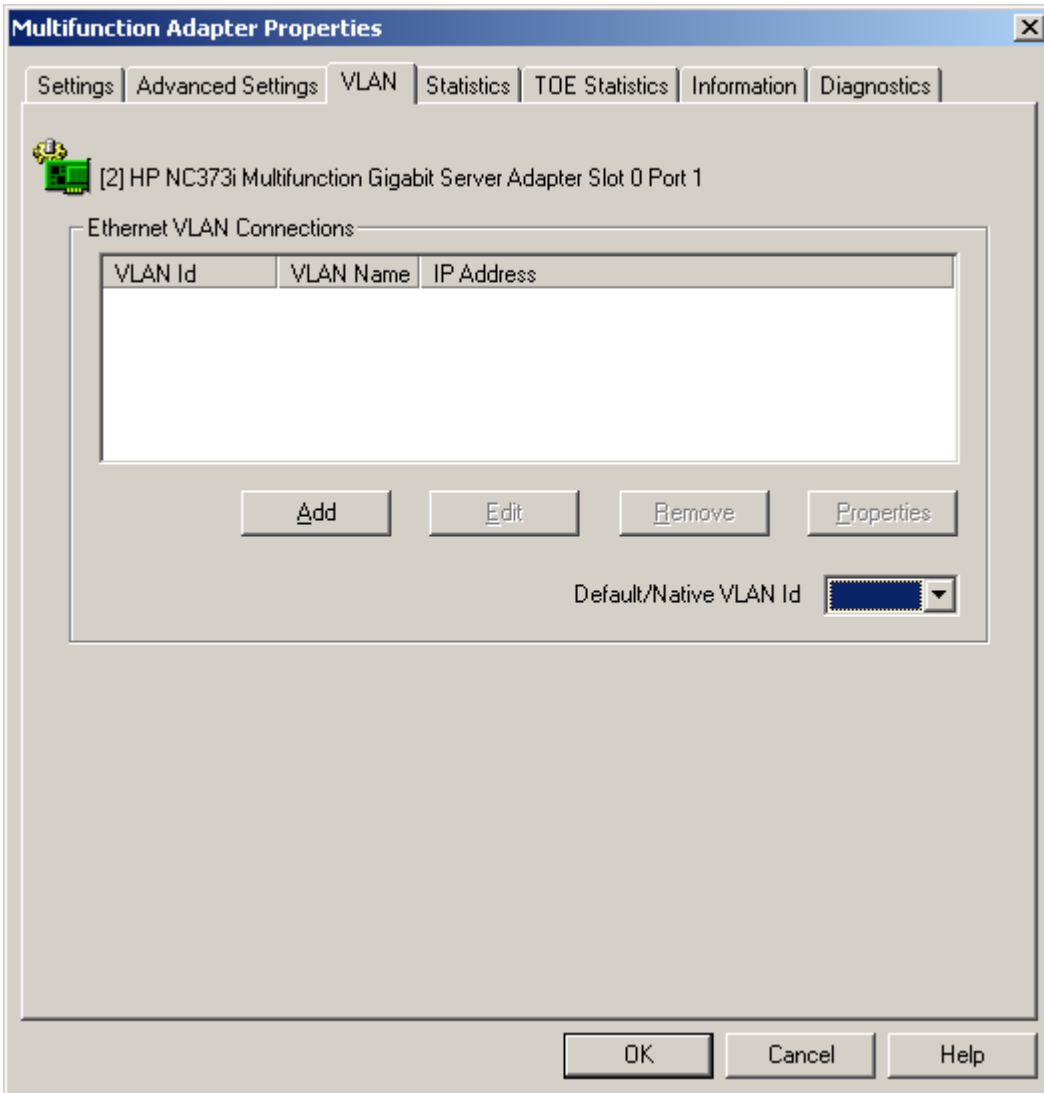 Multifunction Adapter Properties
Settings Advanced Settings VLAN Statistics TOE Statistics Information Diagnostics
[2] HP NC373i Multifunction Gigabit Server Adapter Slot 0 Port 1
Ethernet VLAN Connections
VLAN Id VLAN Name IP Address
Add Edit Remove Properties
Default/Native VLAN Id
OK Cancel Help